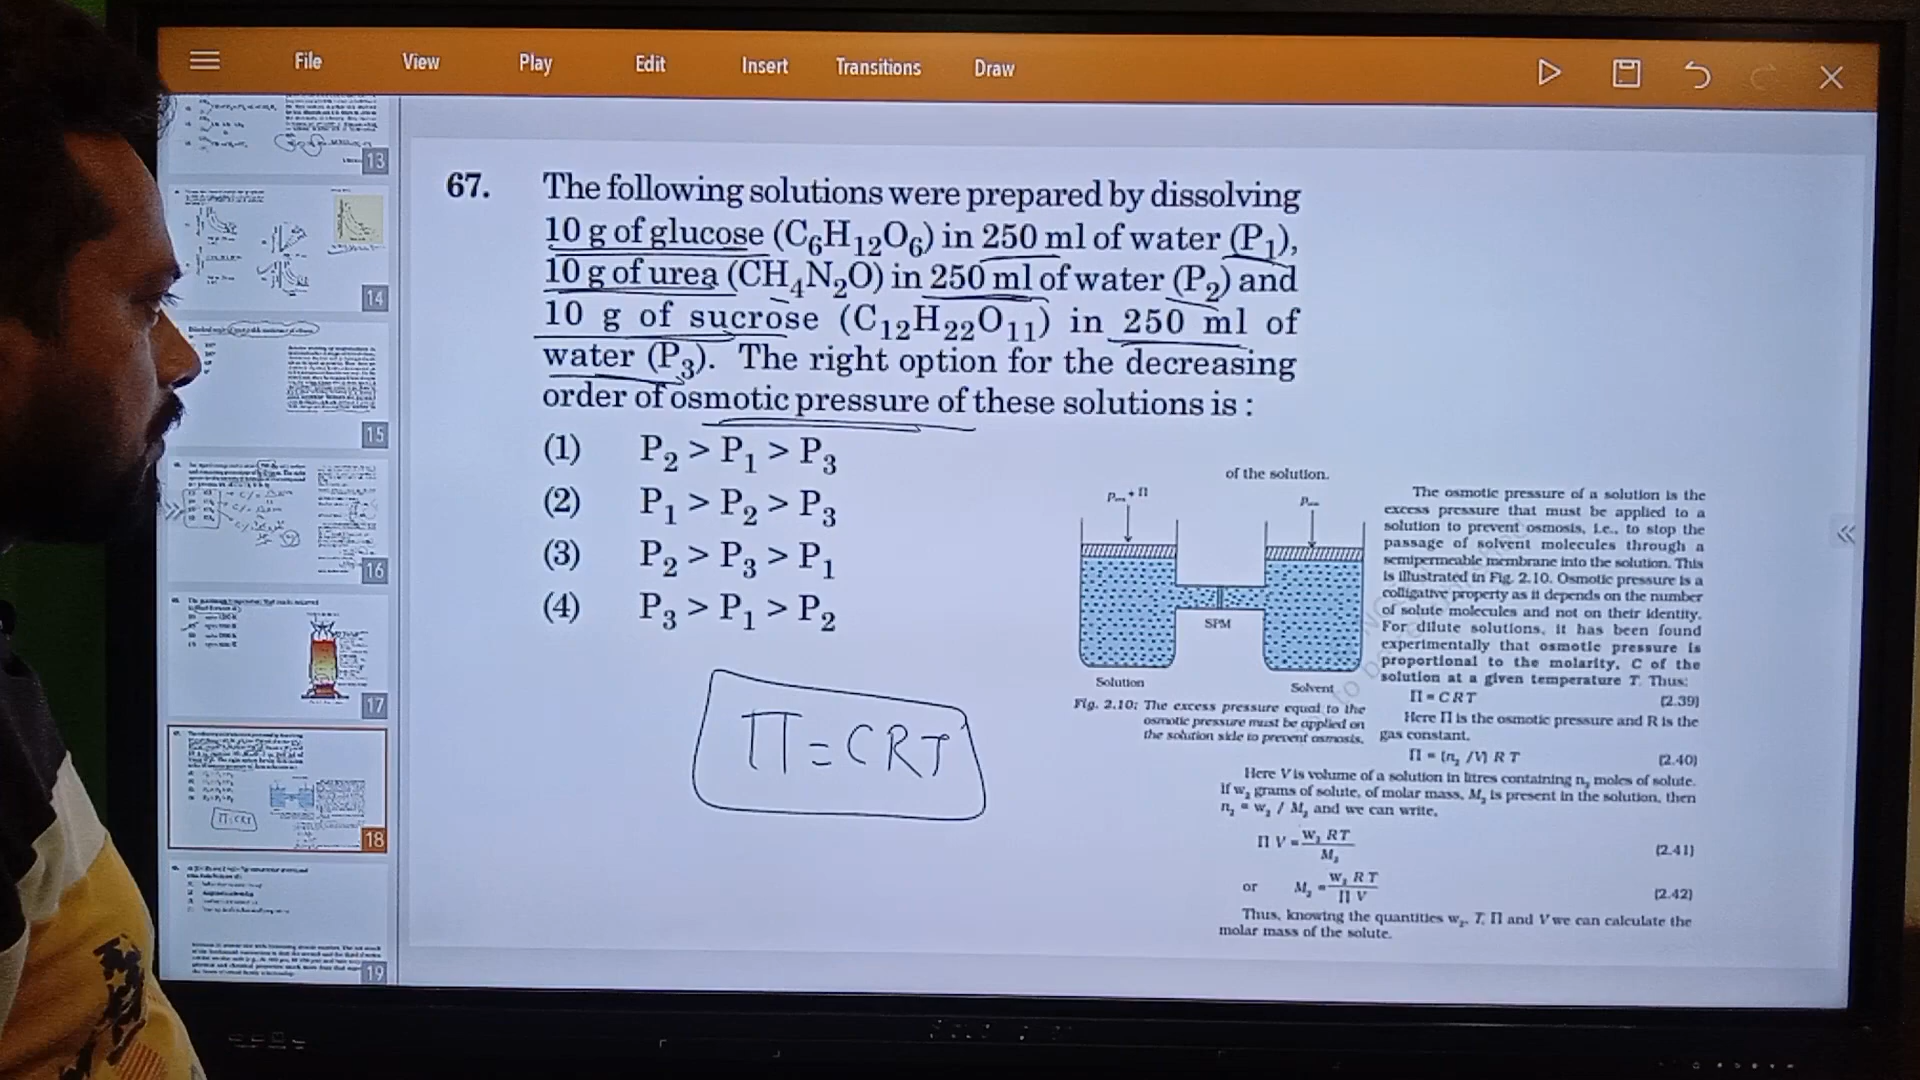 File View Play Edit Insert Transitions Draw
13
14
15
16
17
18
19
67. The following solutions were prepared by dissolving
10 g of glucose (C₆H₁₂O₆) in 250 ml of water (P₁),
10 g of urea (CH₄N₂O) in 250 ml of water (P₂) and
10 g of sucrose (C₁₂H₂₂O₁₁) in 250 ml of
water (P₃). The right option for the decreasing
order of osmotic pressure of these solutions is :
(1) P₂ > P₁ > P₃
(2) P₁ > P₂ > P₃
(3) P₂ > P₃ > P₁
(4) P₃ > P₁ > P₂
Π = CRT
of the solution.
SPM
Solution
Solvent
Fig. 2.10: The excess pressure equal to the
osmotic pressure must be applied on
the solution side to prevent osmosis.
The osmotic pressure of a solution is the
excess pressure that must be applied to a
solution to prevent osmosis, i.e., to stop the
passage of solvent molecules through a
semipermeable membrane into the solution. This
is illustrated in Fig. 2.10. Osmotic pressure is a
colligative property as it depends on the number
of solute molecules and not on their identity.
For dilute solutions, it has been found
experimentally that osmotic pressure is
proportional to the molarity, C of the
solution at a given temperature T. Thus:
Π = CRT (2.39)
Here Π is the osmotic pressure and R is the
gas constant.
Π = (n₂ /V) R T (2.40)
Here V is volume of a solution in litres containing n₂ moles of solute.
If w₂ grams of solute, of molar mass, M₂ is present in the solution, then
n₂ = w₂ / M₂ and we can write,
Π V = w₂ R T / M₂ (2.41)
or M₂ = w₂ R T / Π V (2.42)
Thus, knowing the quantities w₂, T, Π and V we can calculate the
molar mass of the solute.